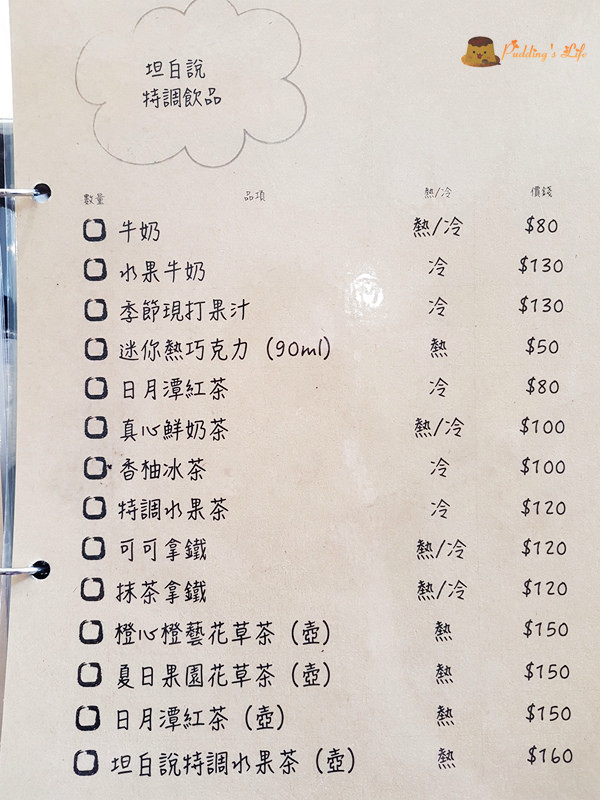 Pudding's Life
坦白說
特調飲品
數量 品項 熱/冷 價錢
牛奶 熱/冷 $80
水果牛奶 冷 $130
季節現打果汁 冷 $130
迷你熱巧克力 (90ml) 熱 $50
日月潭紅茶 冷 $80
真心鮮奶茶 熱/冷 $100
香柚冰茶 冷 $100
特調水果茶 冷 $120
可可拿鐵 熱/冷 $120
抹茶拿鐵 熱/冷 $120
橙心橙藝花草茶 (壺) 熱 $150
夏日果園花草茶 (壺) 熱 $150
日月潭紅茶 (壺) 熱 $150
坦白說特調水果茶 (壺) 熱 $160